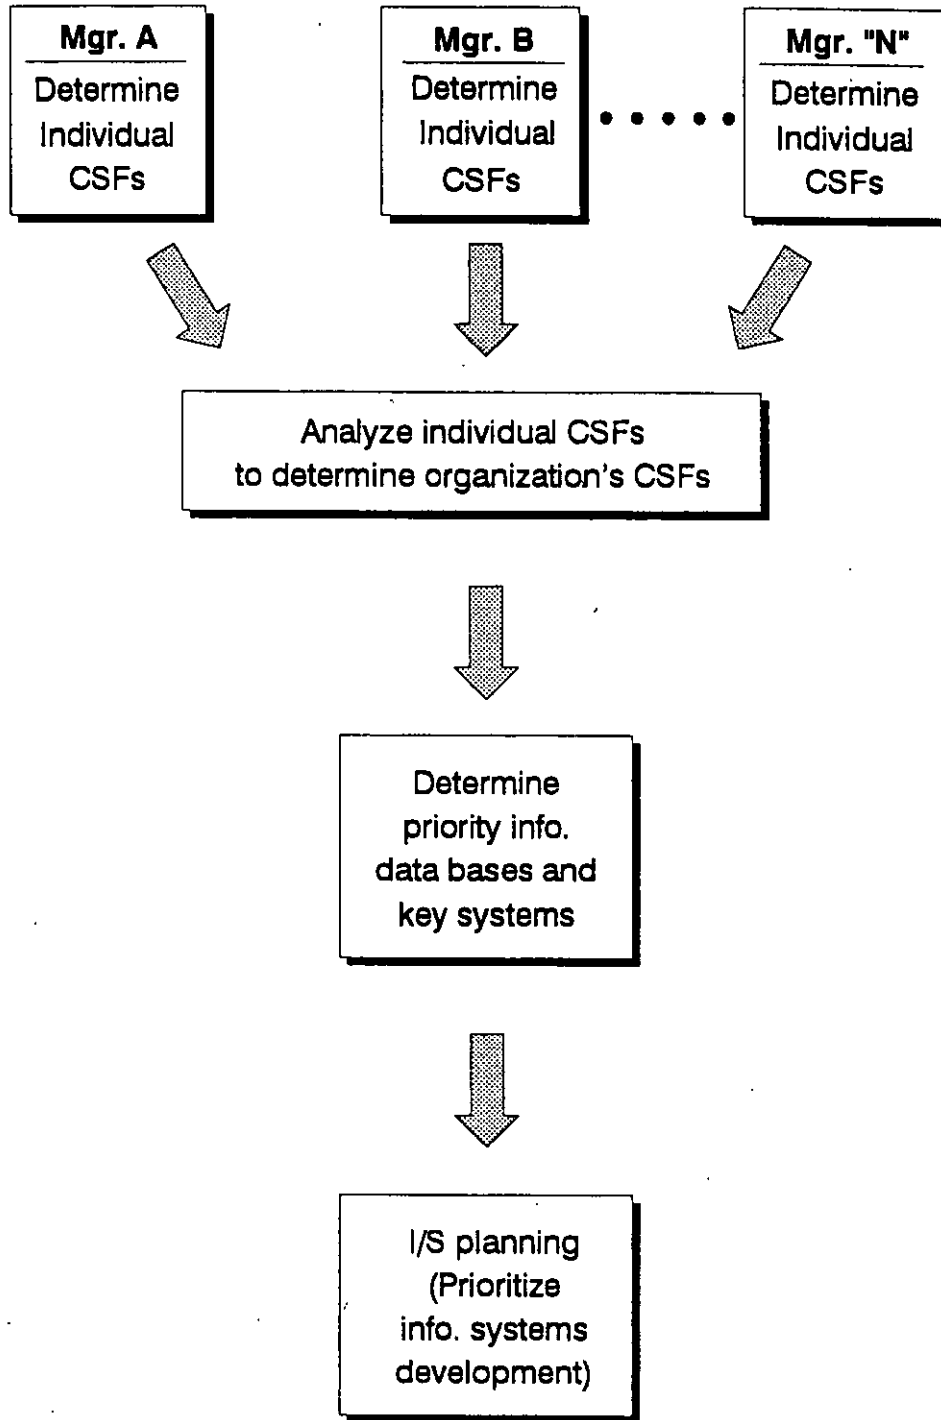 Mgr. A
Determine
Individual
CSFs
Mgr. B
Determine
Individual
CSFs
Mgr. "N"
Determine
Individual
CSFs
Analyze individual CSFs
to determine organization's CSFs
Determine
priority info.
data bases and
key systems
I/S planning
(Prioritize
info. systems
development)